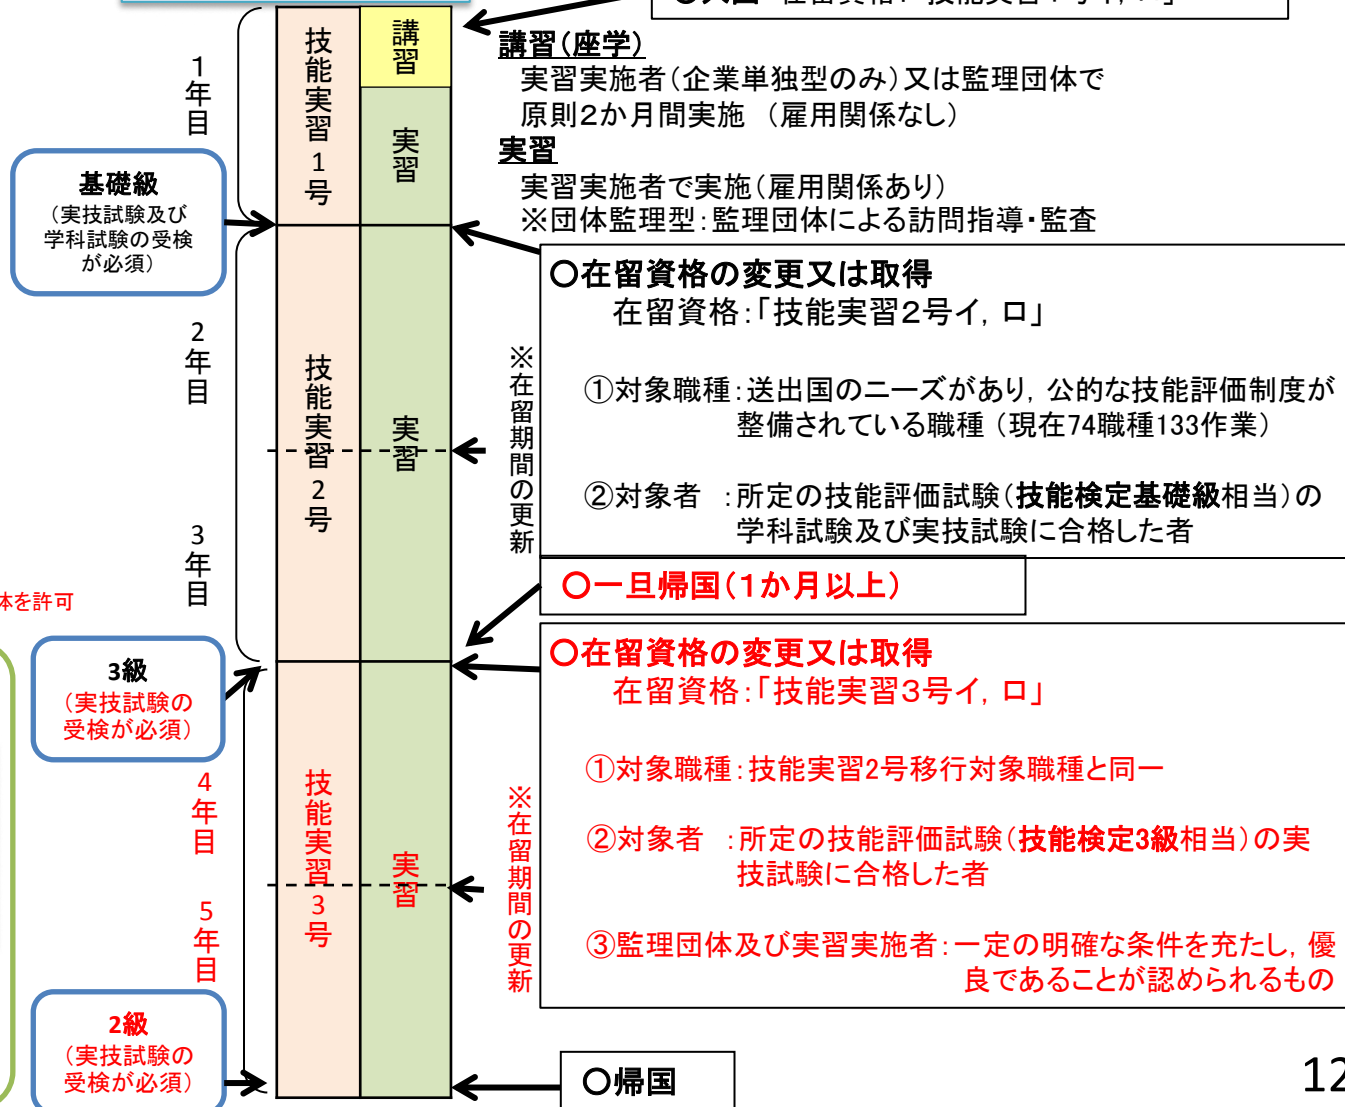 講習
技能実習1号
1年目
実習
講習(座学)
実習実施者(企業単独型のみ)又は監理団体で
原則2か月間実施 (雇用関係なし)
実習
実習実施者で実施(雇用関係あり)
※団体監理型:監理団体による訪問指導・監査
基礎級
(実技試験及び
学科試験の受検
が必須)
○在留資格の変更又は取得
在留資格:「技能実習2号イ, ロ」
①対象職種:送出国のニーズがあり, 公的な技能評価制度が
整備されている職種 (現在74職種133作業)
②対象者 :所定の技能評価試験(技能検定基礎級相当)の
学科試験及び実技試験に合格した者
2年目
技能実習2号
実習
※在留期間の更新
3年目
○一旦帰国(1か月以上)
体を許可
3級
(実技試験の
受検が必須)
○在留資格の変更又は取得
在留資格:「技能実習3号イ, ロ」
①対象職種:技能実習2号移行対象職種と同一
②対象者 :所定の技能評価試験(技能検定3級相当)の実
技試験に合格した者
③監理団体及び実習実施者:一定の明確な条件を充たし, 優
良であることが認められるもの
4年目
技能実習3号
実習
※在留期間の更新
5年目
2級
(実技試験の
受検が必須)
○帰国
12